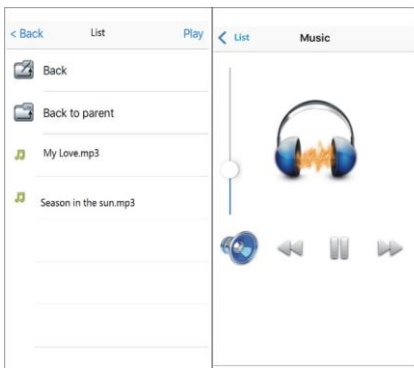 < Back List Play
Back
Back to parent
My Love.mp3
Season in the sun.mp3
List Music